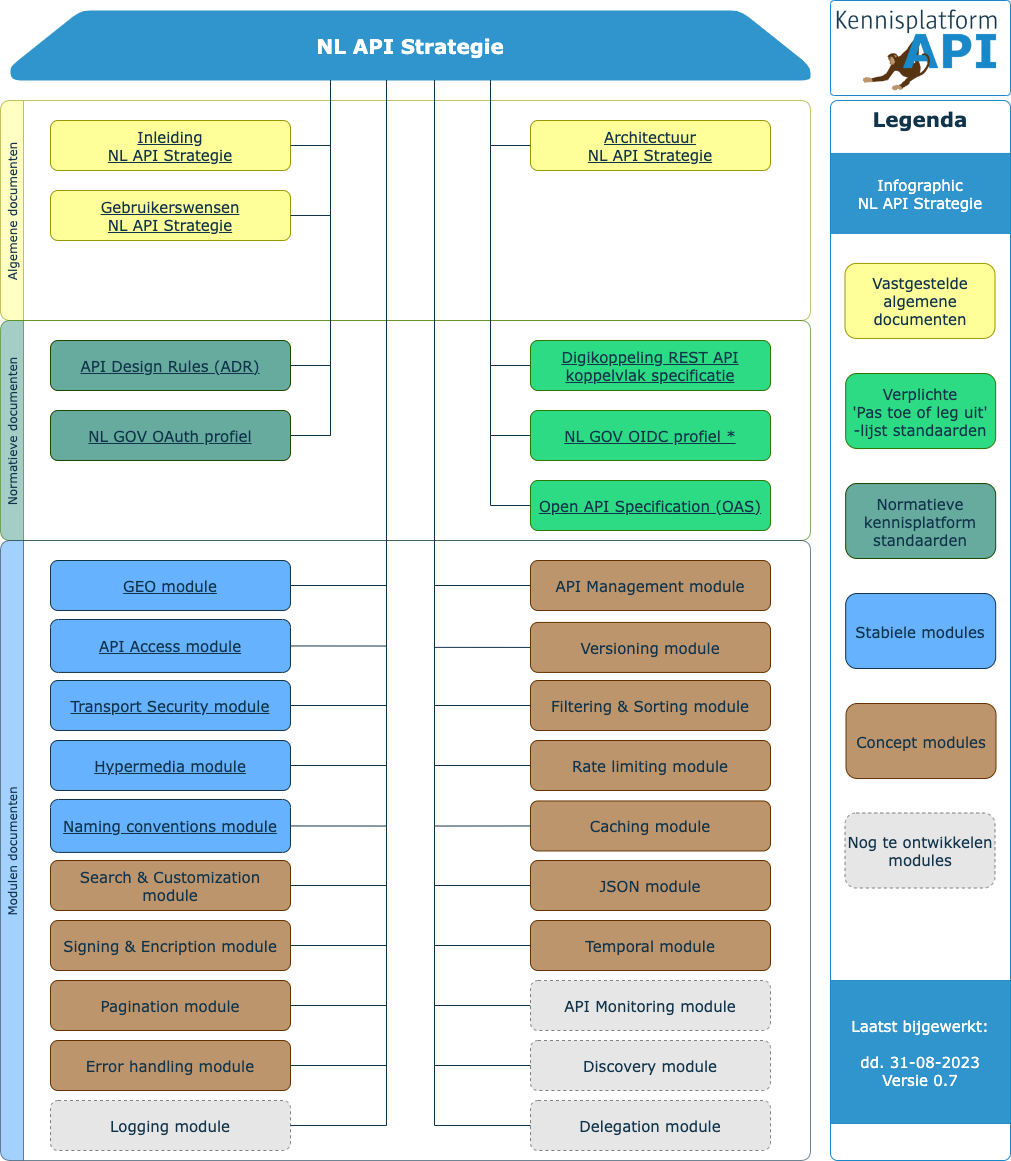 NL API Strategie
Kennisplatform
API
Algemene documenten
Inleiding
NL API Strategie
Gebruikerswensen
NL API Strategie
Architectuur
NL API Strategie
Normatieve documenten
API Design Rules (ADR)
NL GOV OAuth profiel
Digikoppeling REST API
koppelvlak specificatie
NL GOV OIDC profiel *
Open API Specification (OAS)
Modulen documenten
GEO module
API Access module
Transport Security module
Hypermedia module
Naming conventions module
Search & Customization
module
Signing & Encription module
Pagination module
Error handling module
Logging module
API Management module
Versioning module
Filtering & Sorting module
Rate limiting module
Caching module
JSON module
Temporal module
API Monitoring module
Discovery module
Delegation module
Legenda
Infographic
NL API Strategie
Vastgestelde
algemene
documenten
Verplichte
'Pas toe of leg uit'
-lijst standaarden
Normatieve
kennisplatform
standaarden
Stabiele modules
Concept modules
Nog te ontwikkelen
modules
Laatst bijgewerkt:
dd. 31-08-2023
Versie 0.7